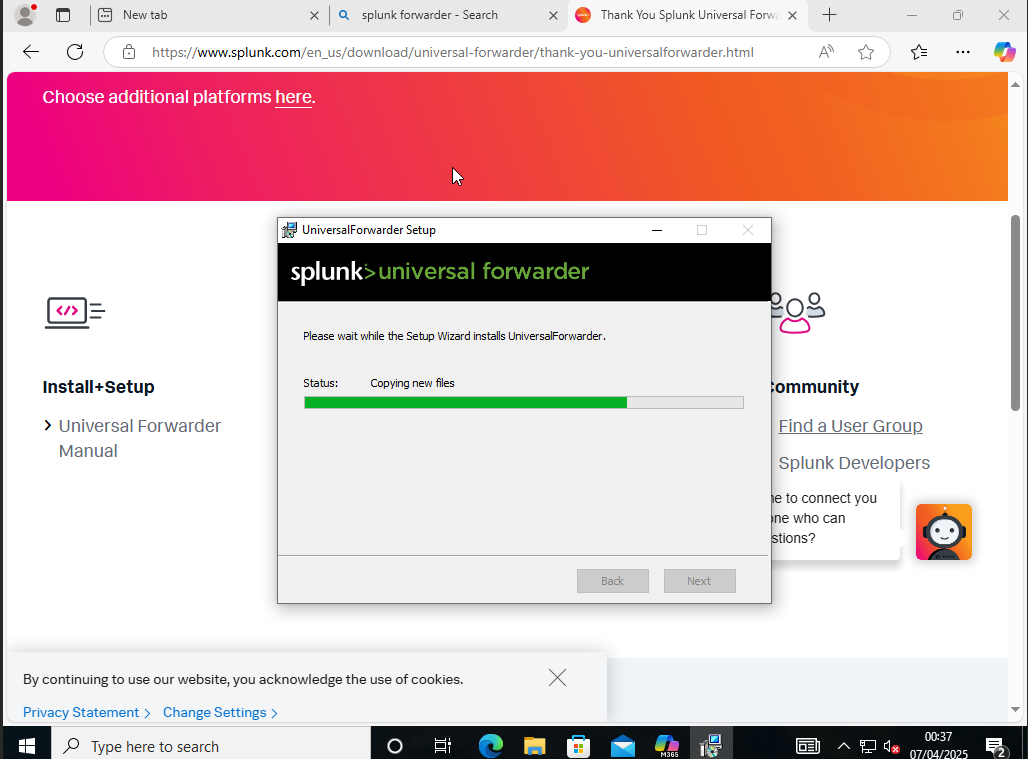 New tab
splunk forwarder - Search
Thank You Splunk Universal Forwa
https://www.splunk.com/en_us/download/universal-forwarder/thank-you-universalforwarder.html
Choose additional platforms here.
UniversalForwarder Setup
splunk>universal forwarder
Please wait while the Setup Wizard installs UniversalForwarder.
Status: Copying new files
Back Next
Install+Setup
Universal Forwarder
Manual
Community
Find a User Group
Splunk Developers
me to connect you
one who can
stions?
By continuing to use our website, you acknowledge the use of cookies.
Privacy Statement
Change Settings
Type here to search
M365
00:37
07/04/2025
2